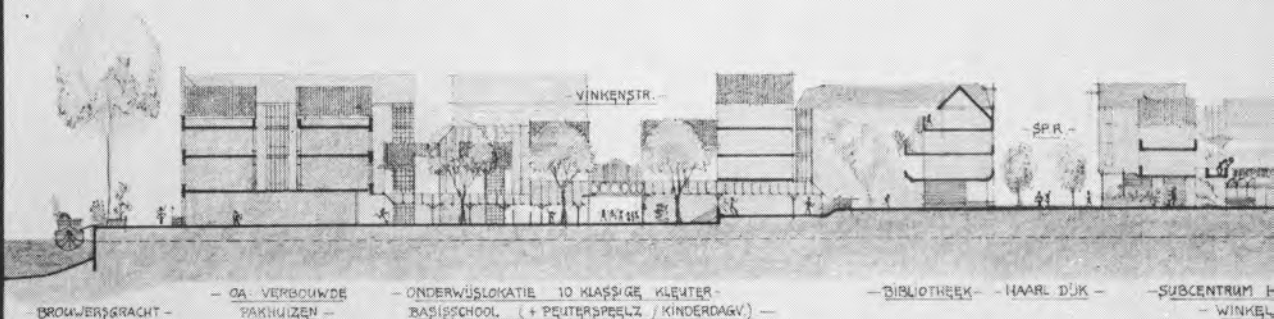 - VINKENSTR. -
- SP.R -
- BROUWERSGRACHT -
- OA VERBOUWDE
PAKHUIZEN -
- ONDERWIJSLOKATIE 10 KLASSIGE KLEUTER-
BASISSCHOOL (+ PEUTERSPEELZ / KINDERDAGV.) -
- BIBLIOTHEEK -
- HAARL DIJK -
- SUBCENTRUM H
- WINKEL